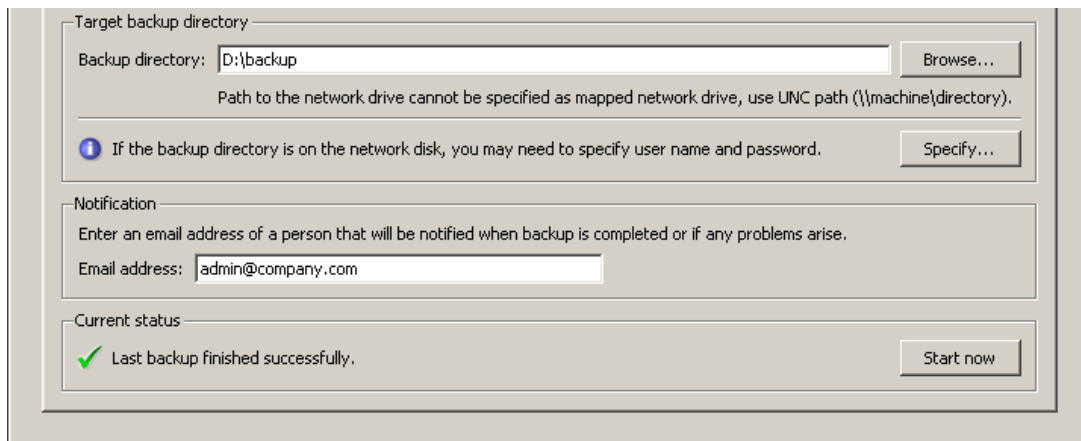 Target backup directory
Backup directory: D:\backup Browse...
Path to the network drive cannot be specified as mapped network drive, use UNC path (\\machine\directory).
If the backup directory is on the network disk, you may need to specify user name and password. Specify...
Notification
Enter an email address of a person that will be notified when backup is completed or if any problems arise.
Email address: admin@company.com
Current status
Last backup finished successfully. Start now